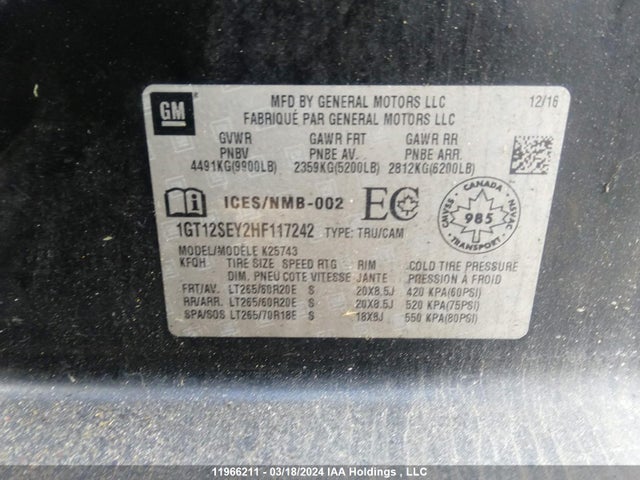 GM
MFD BY GENERAL MOTORS LLC 12/16
FABRIQUÉ PAR GENERAL MOTORS LLC
GVWR GAWR FRT GAWR RR
PNBV PNBE AV. PNBE ARR.
4491KG(9900LB) 2359KG(5200LB) 2812KG(6200LB)
ICES/NMB-002 EC
CANADA
985
NSVAC
SVAMC
1GT12SEY2HF117242 TYPE: TRU/CAM
MODEL/MODÈLE K25743
KFQH TIRE SIZE SPEED RTG RIM COLD TIRE PRESSURE
DIM. PNEU COTE VITESSE JANTE PRESSION À FROID
FRT/AV. LT265/60R20E S 20X8.5J 420 KPA(60PSI)
RR/ARR. LT265/60R20E S 20X8.5J 520 KPA(75PSI)
SPA/SOS LT265/70R18E S 18X8J 550 KPA(80PSI)
11966211 - 03/18/2024 IAA Holdings , LLC